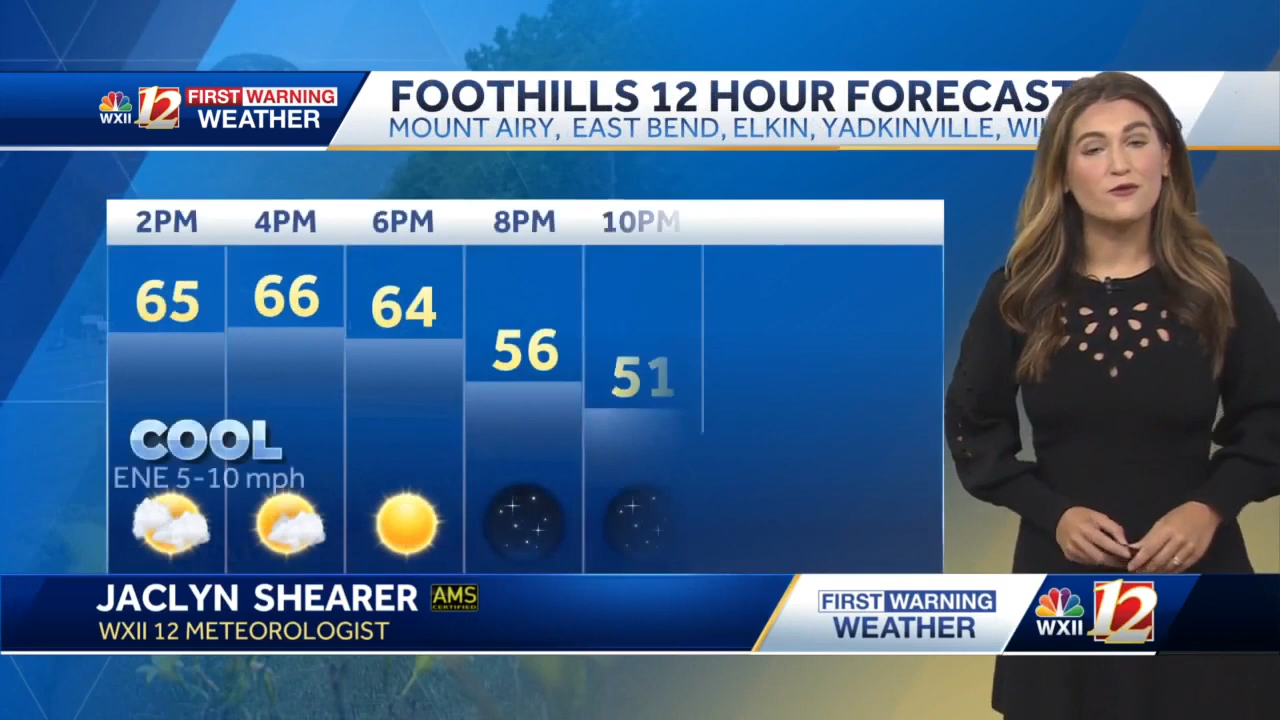 WXII 12 FIRST WARNING
WEATHER
FOOTHILLS 12 HOUR FORECAST
MOUNT AIRY, EAST BEND, ELKIN, YADKINVILLE,
2PM 4PM 6PM 8PM 10PM
65 66 64 56 51
COOL
ENE 5-10 mph
JACLYN SHEARER AMS CERTIFIED
WXII 12 METEOROLOGIST
FIRST WARNING
WEATHER
WXII 12